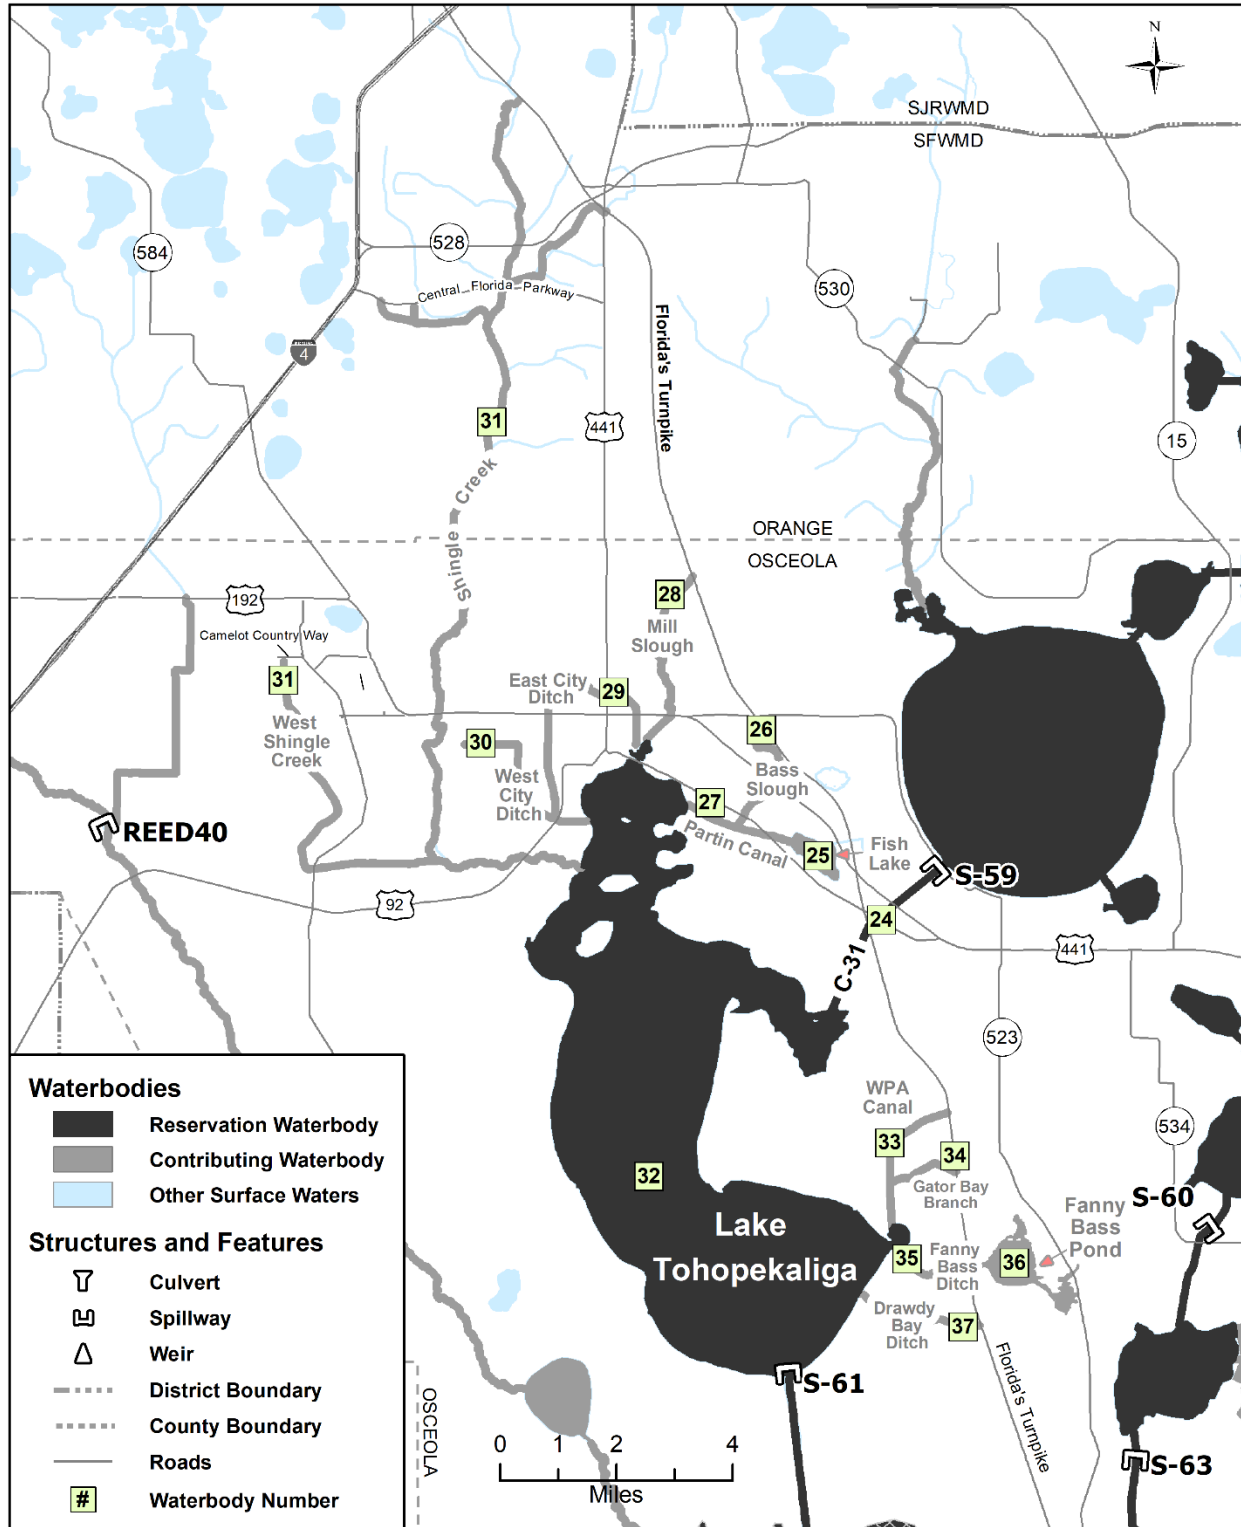 N
SJRWMD
SFWMD
584
528
Central Florida Parkway
530
Florida's Turnpike
4
31
441
15
Shingle Creek
ORANGE
OSCEOLA
192
28
Mill
Slough
Camelot Country Way
31
East City
Ditch
29
West
Shingle
Creek
30
26
West
City
Ditch
Bass
Slough
27
Partin Canal
REED40
25
Fish
Lake
S-59
92
24
441
C-31
523
WPA
Canal
534
33
34
32
Gator Bay
Branch
S-60
Fanny
Bass
Pond
Lake
Tohopekaliga
35
Fanny
Bass
Ditch
36
Drawdy
Bay
Ditch
37
Florida's Turnpike
S-61
S-63
OSCEOLA
0 1 2 4
Miles
Waterbodies
Reservation Waterbody
Contributing Waterbody
Other Surface Waters
Structures and Features
Culvert
Spillway
Weir
District Boundary
County Boundary
Roads
# Waterbody Number